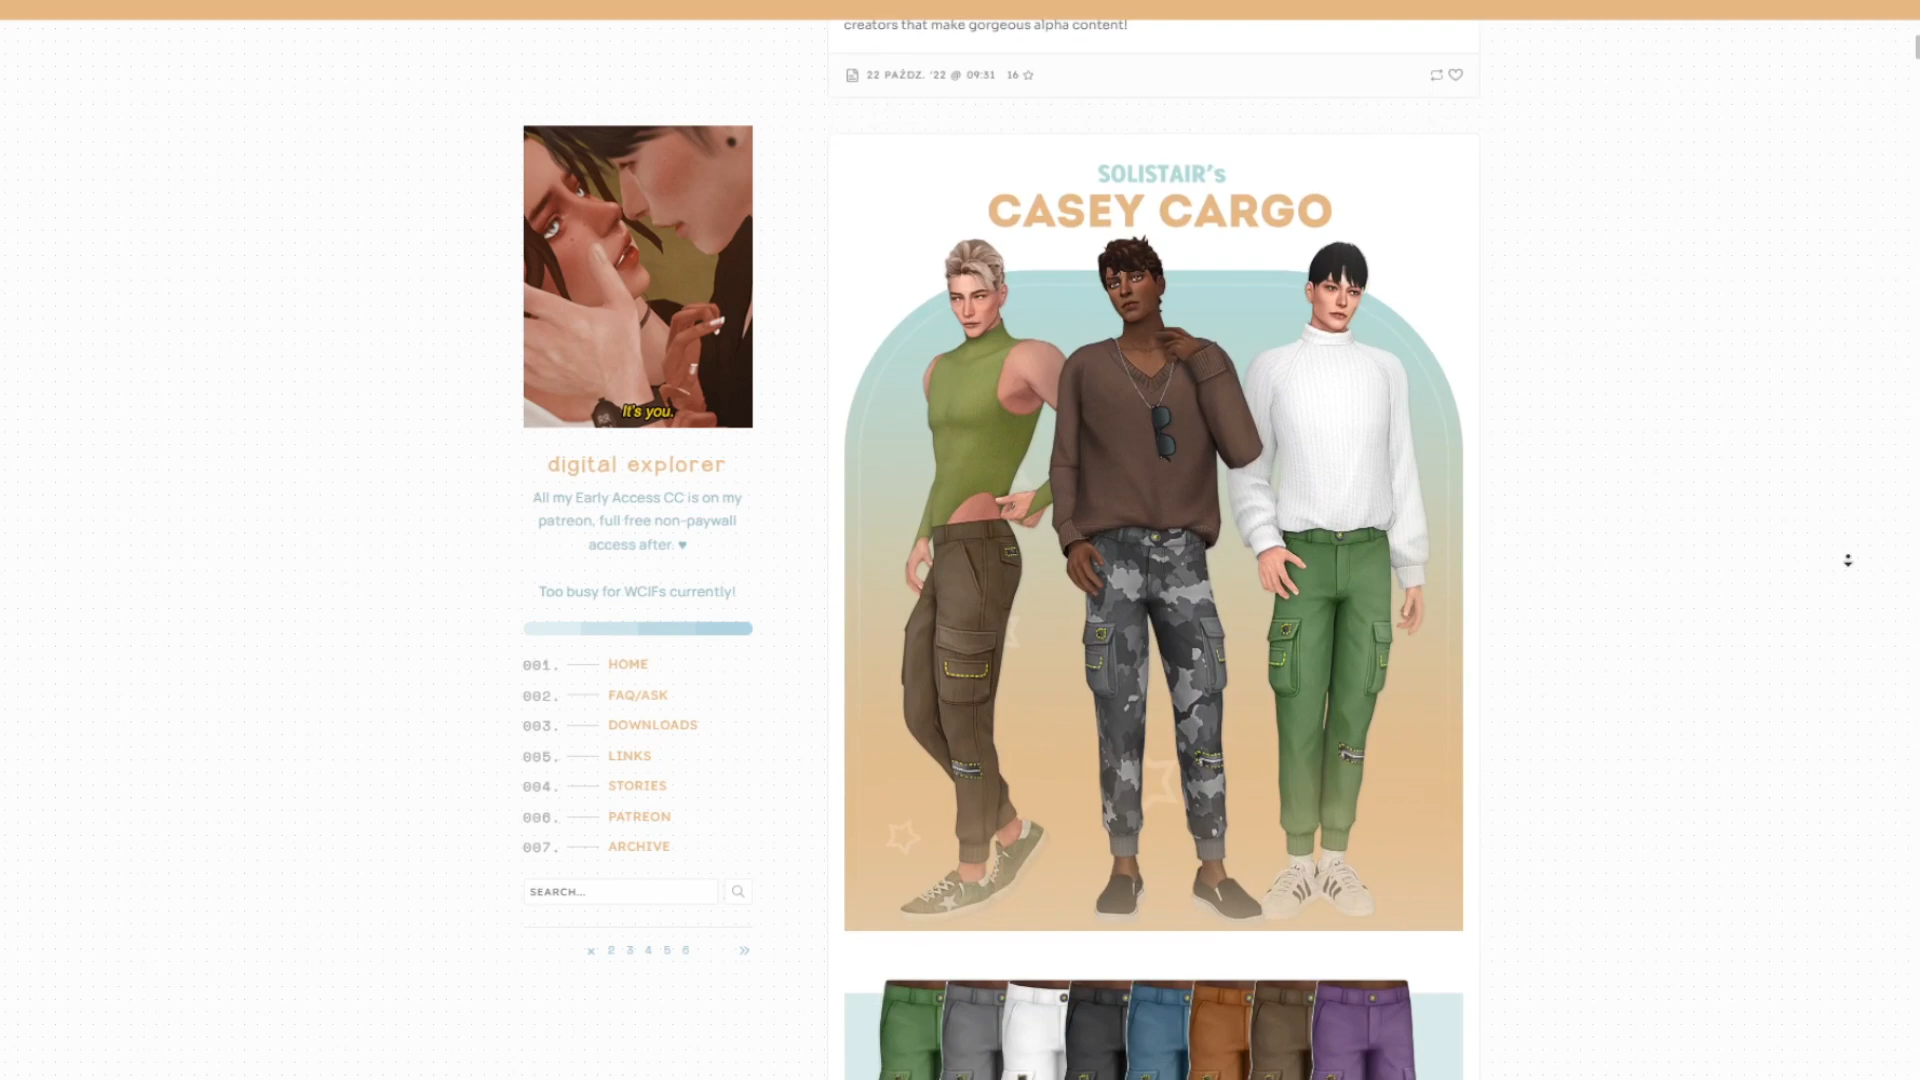 creators that make gorgeous alpha content!
22 PAŹDZ. '22 @ 09:31 16
It's you.
digital explorer
All my Early Access CC is on my
patreon, full free non-paywall
access after. ♥
Too busy for WCIFs currently!
001. HOME
002. FAQ/ASK
003. DOWNLOADS
005. LINKS
004. STORIES
006. PATREON
007. ARCHIVE
SEARCH...
× 2 3 4 5 6 »
SOLISTAIR's
CASEY CARGO